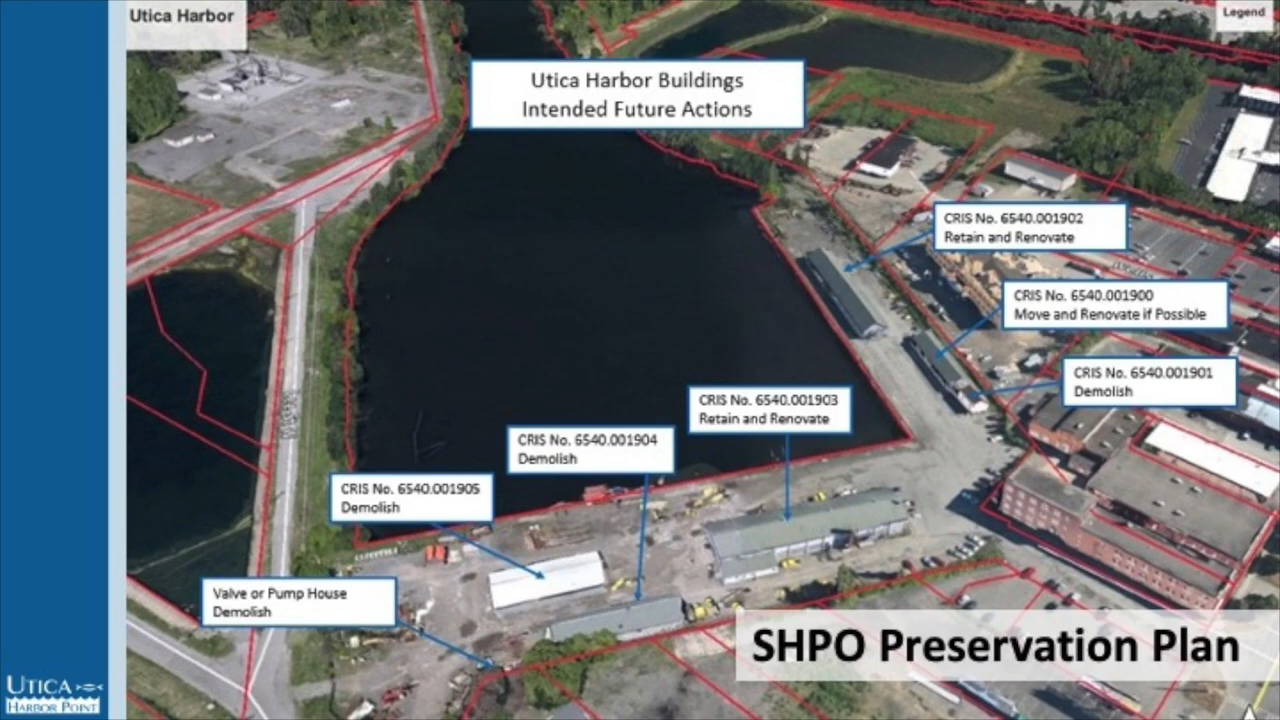 Utica Harbor
Legend
Utica Harbor Buildings
Intended Future Actions
CRIS No. 6540.001902
Retain and Renovate
CRIS No. 6540.001900
Move and Renovate if Possible
CRIS No. 6540.001901
Demolish
CRIS No. 6540.001903
Retain and Renovate
CRIS No. 6540.001904
Demolish
CRIS No. 6540.001905
Demolish
Valve or Pump House
Demolish
SHPO Preservation Plan
UTICA
HARBOR POINT